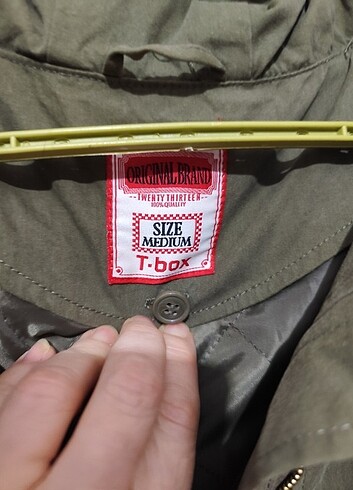 ORIGINAL BRAND
TWENTY THIRTEEN
100% QUALITY
SIZE
MEDIUM
T-box